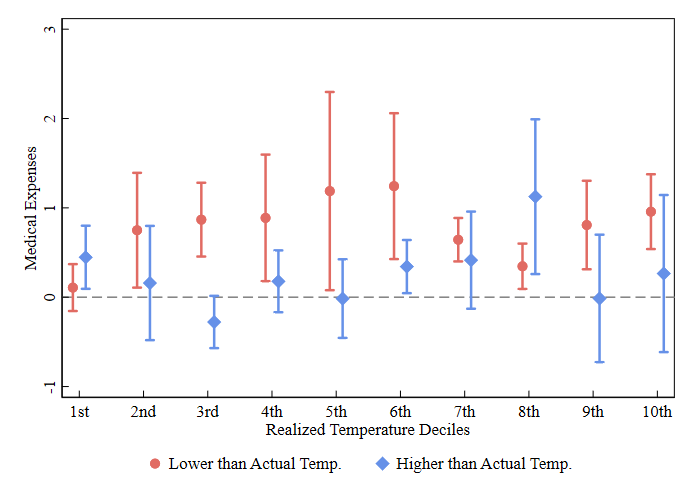 3
2
1
0
-1
Medical Expenses
1st 2nd 3rd 4th 5th 6th 7th 8th 9th 10th
Realized Temperature Deciles
Lower than Actual Temp. Higher than Actual Temp.